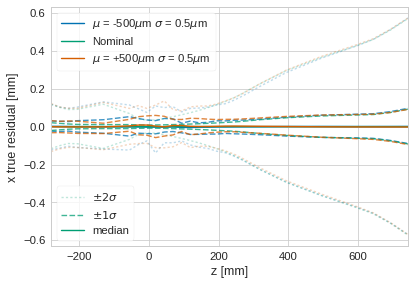 0.6
μ = -500μm σ = 0.5μm
Nominal
μ = +500μm σ = 0.5μm
0.4
0.2
0.0
−0.2
−0.4
±2σ
±1σ
median
−0.6
x true residual [mm]
−200 0 200 400 600
z [mm]